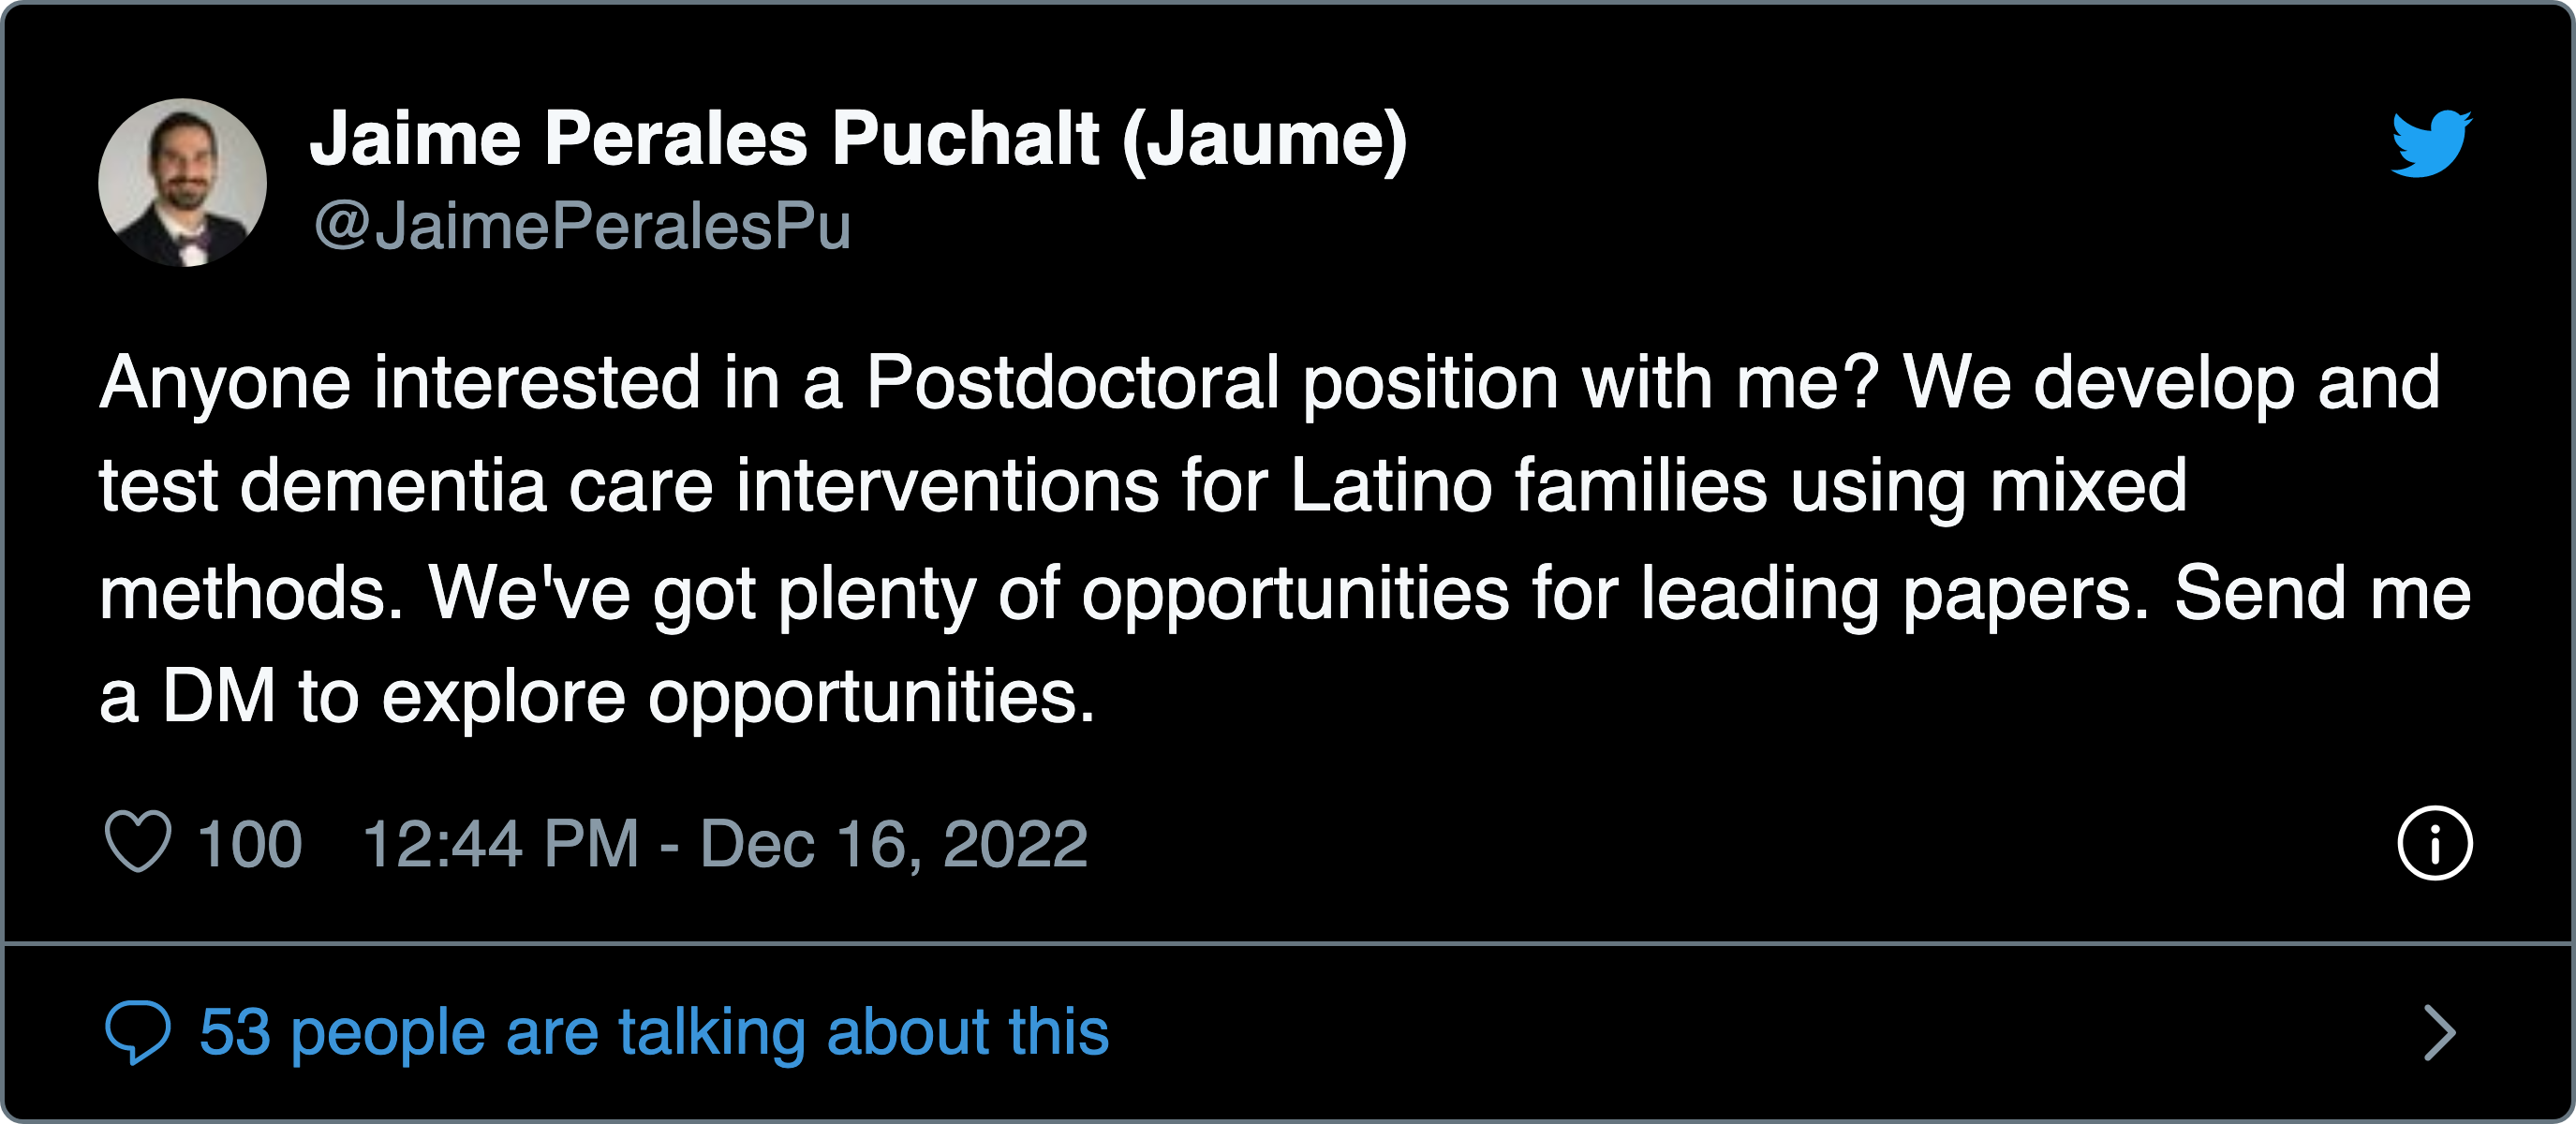 Jaime Perales Puchalt (Jaume)
@JaimePeralesPu
Anyone interested in a Postdoctoral position with me? We develop and
test dementia care interventions for Latino families using mixed
methods. We've got plenty of opportunities for leading papers. Send me
a DM to explore opportunities.
100 12:44 PM - Dec 16, 2022
53 people are talking about this